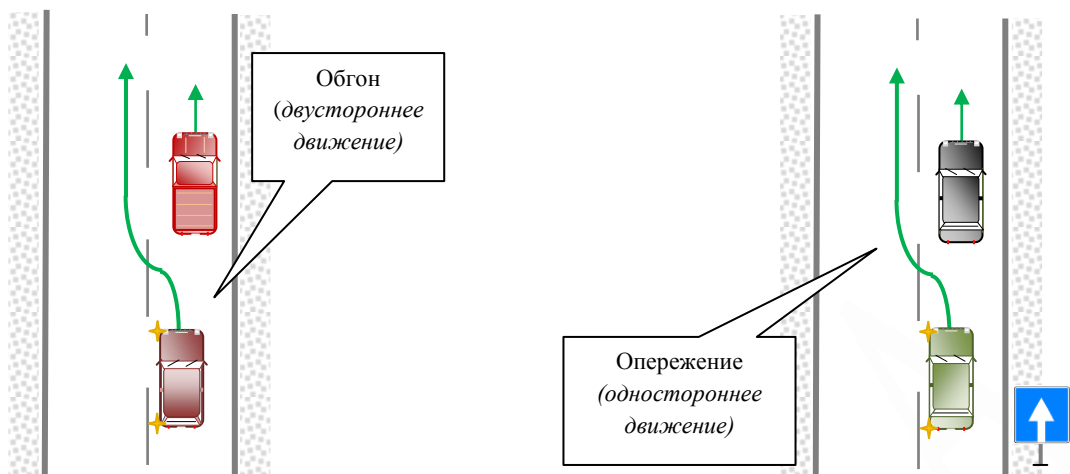 Обгон
(двустороннее
движение)
Опережение
(одностороннее
движение)